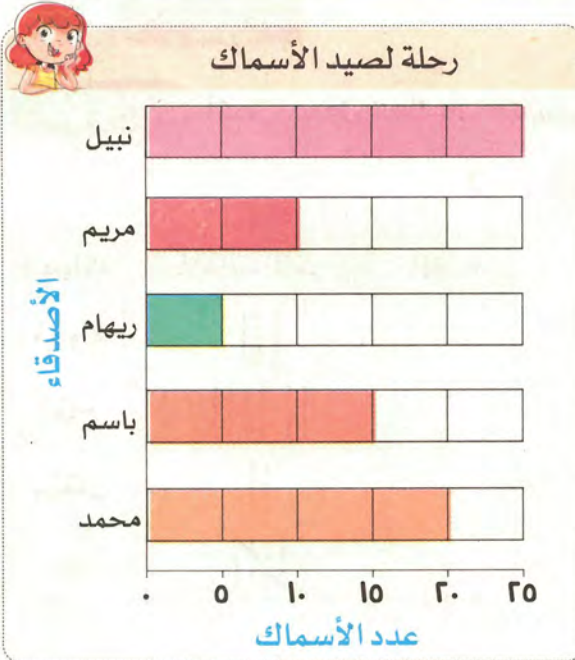 رحلة لصيد الأسماك
نبيل
مريم
ريهام
باسم
محمد
الأصدقاء
٠ ٥ ١٠ ١٥ ٢٠ ٢٥
عدد الأسماك